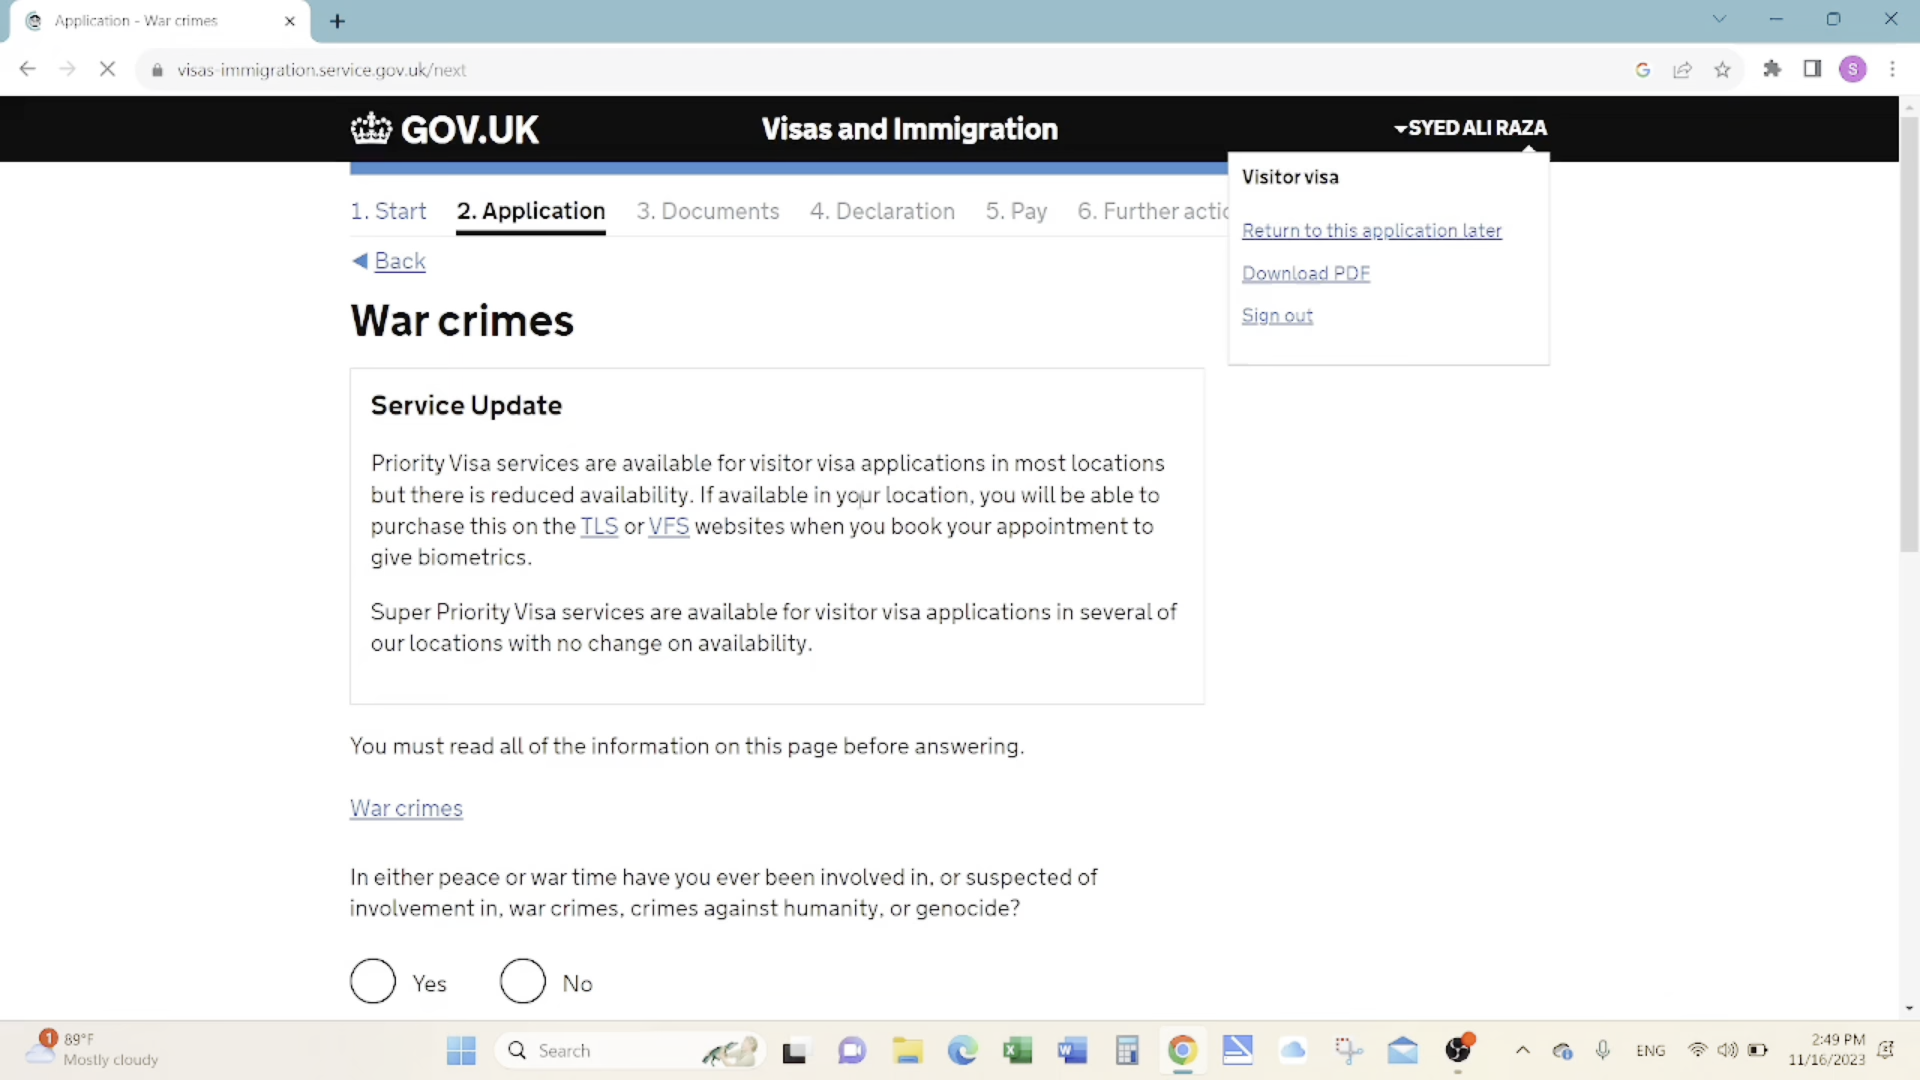 Application - War crimes
visas-immigration.service.gov.uk/next
S
GOV.UK
Visas and Immigration
SYED ALI RAZA
Visitor visa
Return to this application later
Download PDF
Sign out
1. Start
2. Application
3. Documents
4. Declaration
5. Pay
6. Further actio
Back
War crimes
Service Update
Priority Visa services are available for visitor visa applications in most locations
but there is reduced availability. If available in your location, you will be able to
purchase this on the TLS or VFS websites when you book your appointment to
give biometrics.
Super Priority Visa services are available for visitor visa applications in several of
our locations with no change on availability.
You must read all of the information on this page before answering.
War crimes
In either peace or war time have you ever been involved in, or suspected of
involvement in, war crimes, crimes against humanity, or genocide?
Yes
No
1
89°F
Mostly cloudy
Search
ENG
2:49 PM
11/16/2023